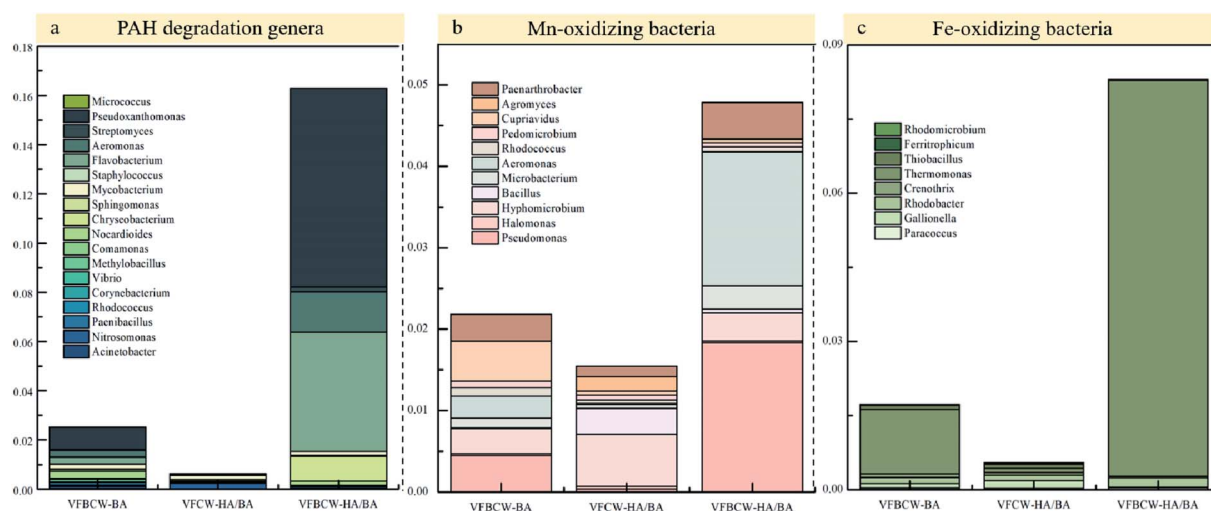 a PAH degradation genera
0.18
0.16
0.14
0.12
0.10
0.08
0.06
0.04
0.02
0.00
Micrococcus
Pseudoxanthomonas
Streptomyces
Aeromonas
Flavobacterium
Staphylococcus
Mycobacterium
Sphingomonas
Chryseobacterium
Nocardioides
Comamonas
Methylobacillus
Vibrio
Corynebacterium
Rhodococcus
Paenibacillus
Nitrosomonas
Acinetobacter
VFBCW-BA VFCW-HA/BA VFBCW-HA/BA
b Mn-oxidizing bacteria
0.05
0.04
0.03
0.02
0.01
0.00
Paenarthrobacter
Agromyces
Cupriavidus
Pedomicrobium
Rhodococcus
Aeromonas
Microbacterium
Bacillus
Hyphomicrobium
Halomonas
Pseudomonas
VFBCW-BA VFCW-HA/BA VFBCW-HA/BA
c Fe-oxidizing bacteria
0.09
0.06
0.03
0.00
Rhodomicrobium
Ferritrophicum
Thiobacillus
Thermomonas
Crenothrix
Rhodobacter
Gallionella
Paracoccus
VFBCW-BA VFCW-HA/BA VFBCW-HA/BA